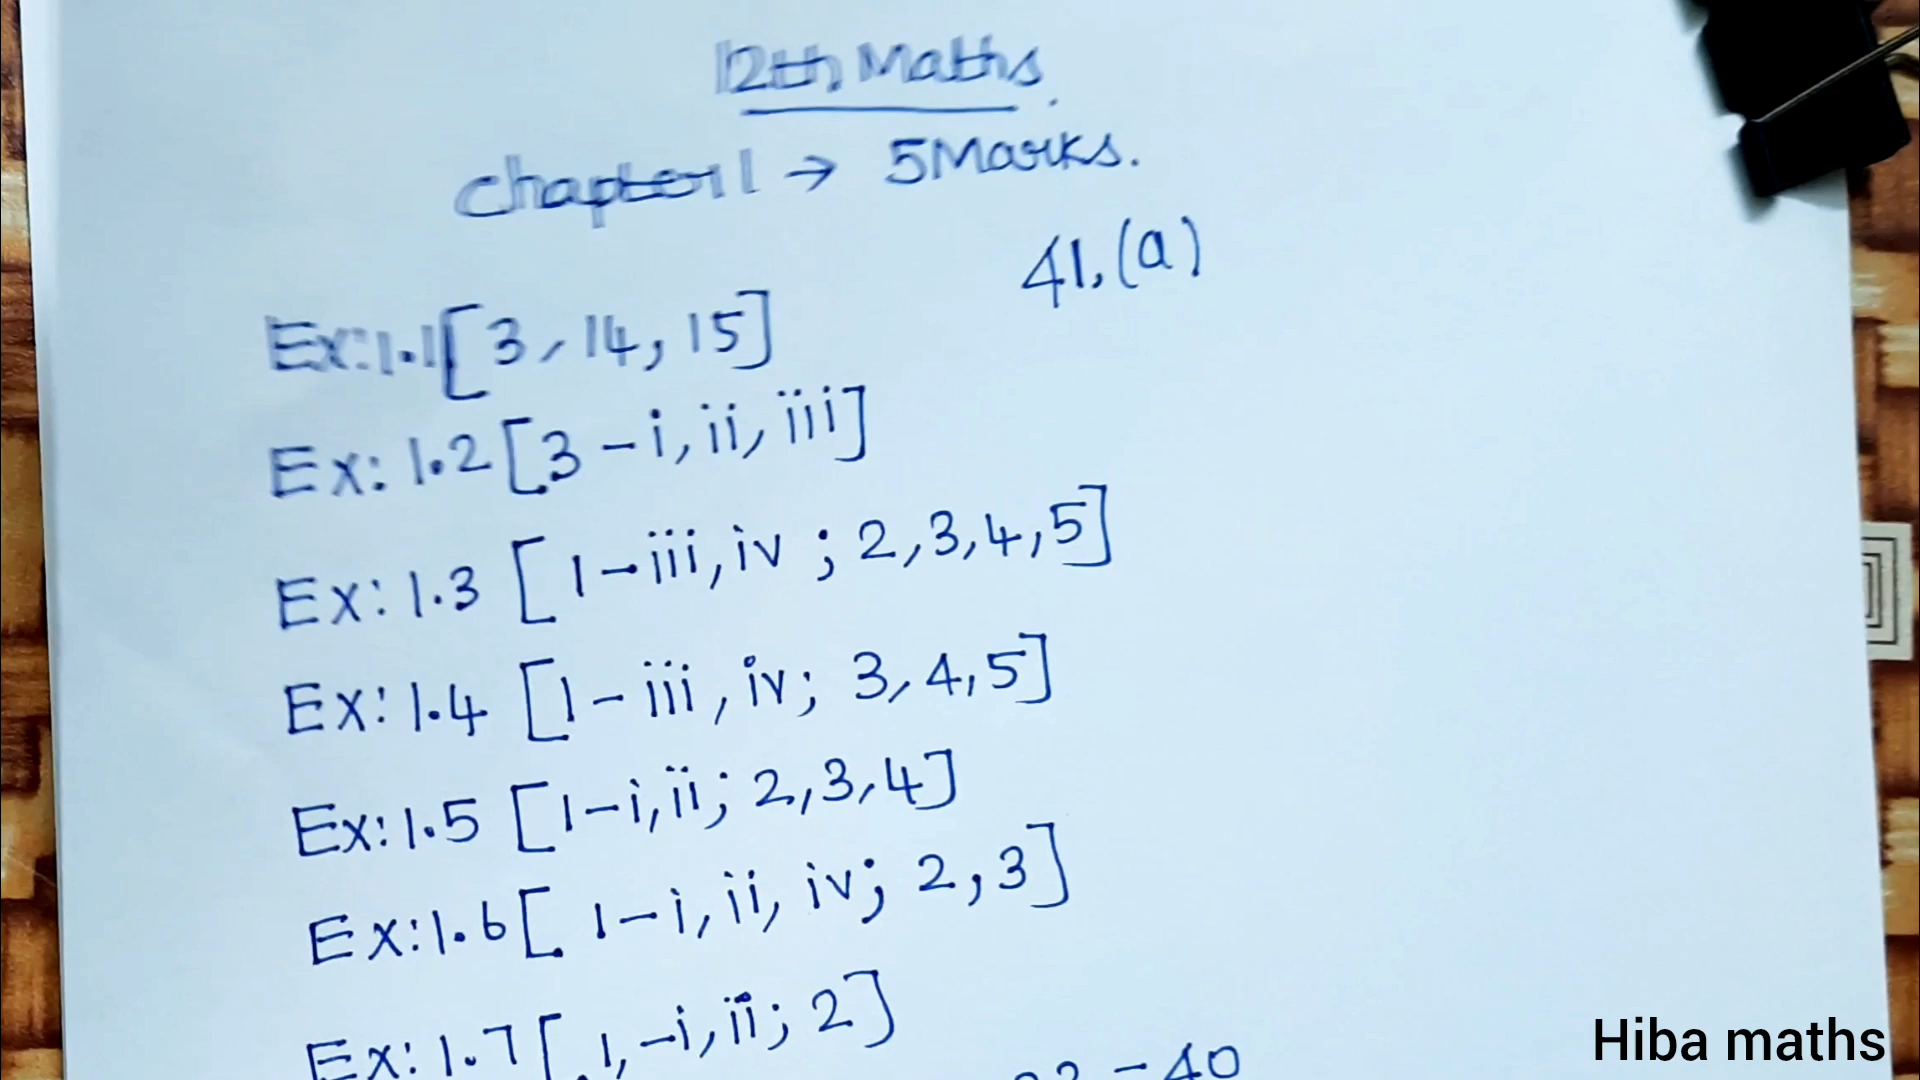 12th Maths.
Chapter 1 → 5 Marks.
41, (a)
Ex: 1.1 [3, 14, 15]
Ex: 1.2 [3 - i, ii, iii]
Ex: 1.3 [1 - iii, iv ; 2, 3, 4, 5]
Ex: 1.4 [1 - iii, iv; 3, 4, 5]
Ex: 1.5 [1 - i, ii; 2, 3, 4]
Ex: 1.6 [1 - i, ii, iv; 2, 3]
Ex: 1.7 [1, - i, ii; 2]
- 40
Hiba maths